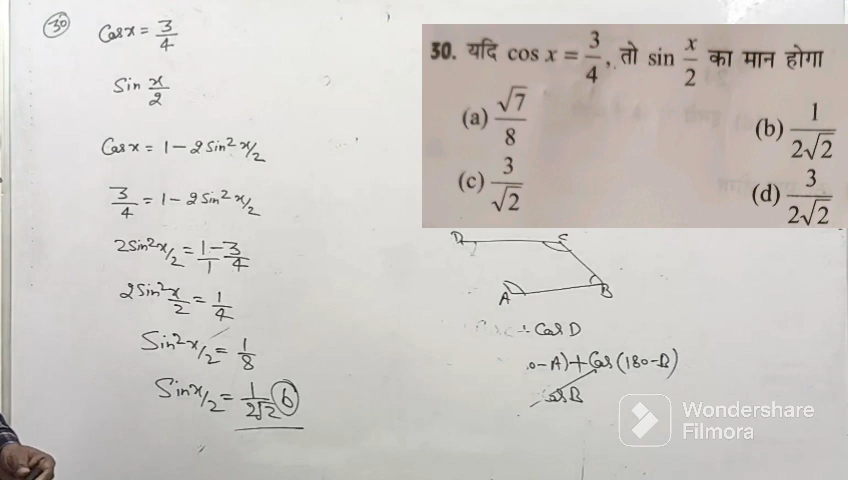 30
Cos x = 3/4
Sin x/2
Cos x = 1 - 2 Sin² x/2
3/4 = 1 - 2 Sin² x/2
2 Sin² x/2 = 1/1 - 3/4
2 Sin² x/2 = 1/4
Sin² x/2 = 1/8
Sin x/2 = 1/2√2 b
30. यदि cos x = 3/4, तो sin x/2 का मान होगा
(a) √7/8
(b) 1/2√2
(c) 3/√2
(d) 3/2√2
A B
+ Cos D
-A) + Cos (180-B)
Cos B
Wondershare
Filmora